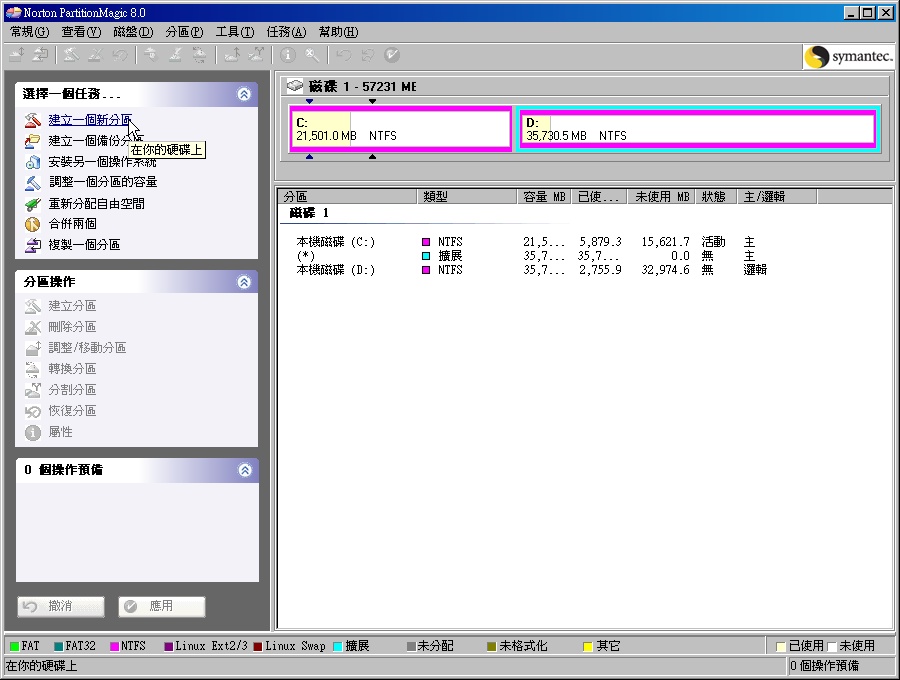 Norton PartitionMagic 8.0
常規(G) 查看(V) 磁盤(D) 分區(P) 工具(T) 任務(A) 幫助(H)
symantec.
選擇一個任務...
建立一個新分區
建立一個備份分區
在你的硬碟上
安裝另一個操作系統
調整一個分區的容量
重新分配自由空間
合併兩個
複製一個分區
分區操作
建立分區
刪除分區
調整/移動分區
轉換分區
分割分區
恢復分區
屬性
0 個操作預備
撤消 應用
磁碟 1 - 57231 MB
C:
21,501.0 MB NTFS
D:
35,730.5 MB NTFS
分區 類型 容量 MB 已使... 未使用 MB 狀態 主/邏輯
磁碟 1
本機磁碟 (C:) NTFS 21,5... 5,879.3 15,621.7 活動 主
(*) 擴展 35,7... 35,7... 0.0 無 主
本機磁碟 (D:) NTFS 35,7... 2,755.9 32,974.6 無 邏輯
FAT FAT32 NTFS Linux Ext2/3 Linux Swap 擴展 未分配 未格式化 其它 已使用 未使用
在你的硬碟上 0 個操作預備